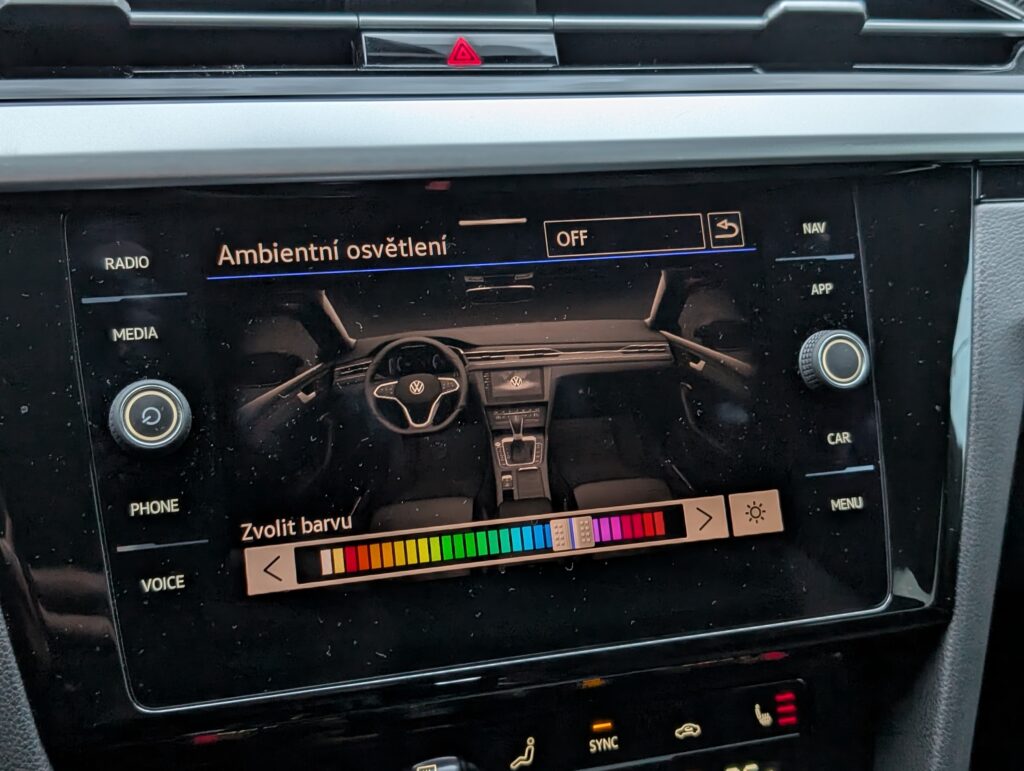 Ambientní osvětlení
OFF
RADIO
MEDIA
PHONE
VOICE
NAV
APP
CAR
MENU
Zvolit barvu
SYNC